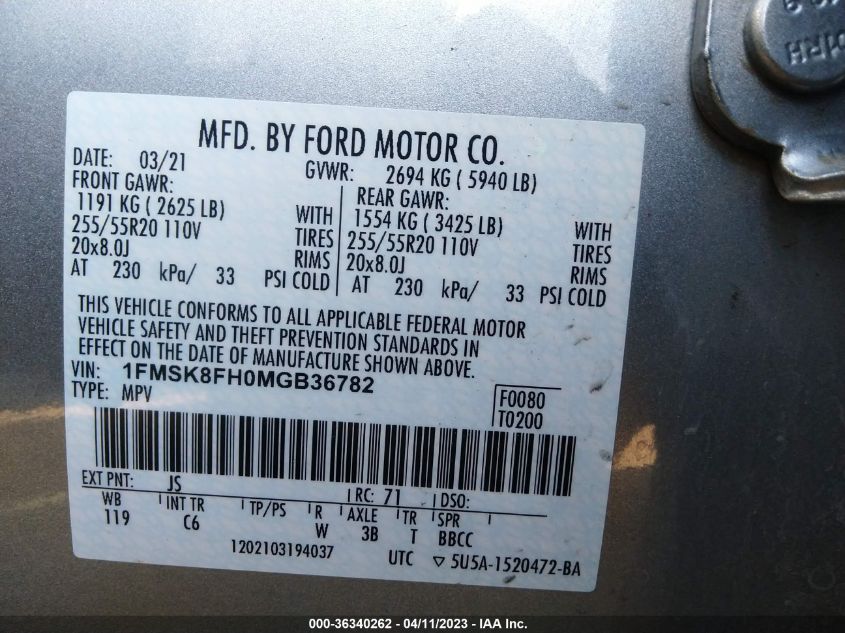 MFD. BY FORD MOTOR CO.
DATE: 03/21 GVWR: 2694 KG ( 5940 LB)
FRONT GAWR: REAR GAWR:
1191 KG ( 2625 LB) WITH 1554 KG ( 3425 LB) WITH
255/55R20 110V TIRES 255/55R20 110V TIRES
20x8.0J RIMS 20x8.0J RIMS
AT 230 kPa/ 33 PSI COLD AT 230 kPa/ 33 PSI COLD
THIS VEHICLE CONFORMS TO ALL APPLICABLE FEDERAL MOTOR
VEHICLE SAFETY AND THEFT PREVENTION STANDARDS IN
EFFECT ON THE DATE OF MANUFACTURE SHOWN ABOVE.
VIN: 1FMSK8FH0MGB36782
TYPE: MPV
F0080
T0200
EXT PNT: JS RC: 71 DSO:
WB INT TR TP/PS R AXLE TR SPR
119 C6 W 3B T BBCC
1202103194037 UTC ▽ 5U5A-1520472-BA
000-36340262 - 04/11/2023 - IAA Inc.